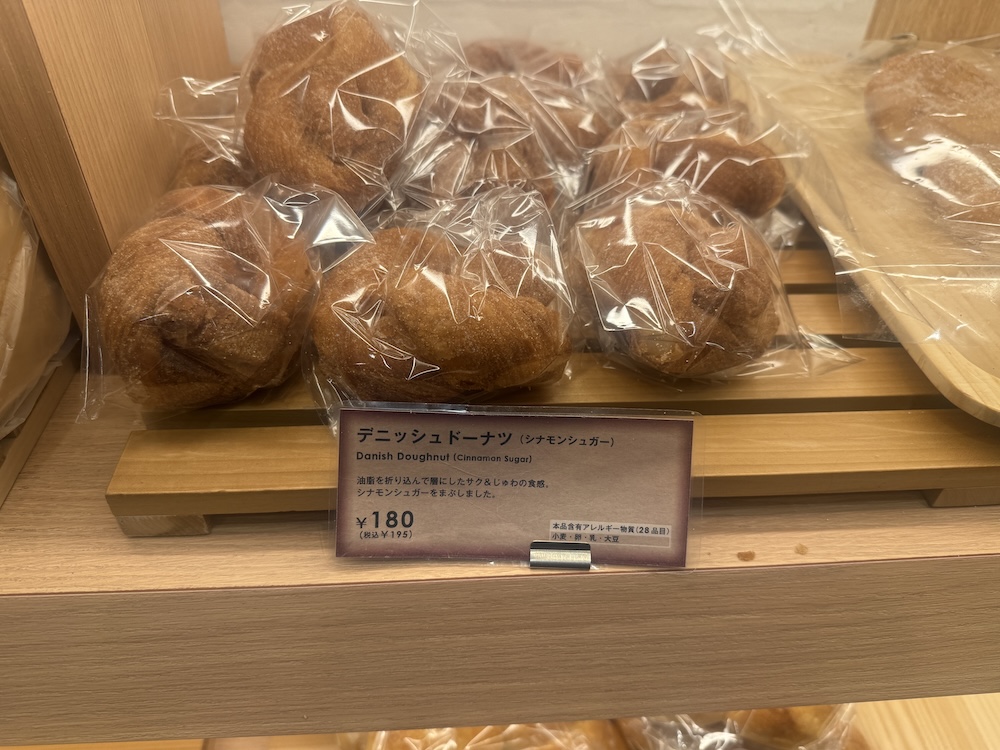 デニッシュドーナツ（シナモンシュガー）
Danish Doughnut (Cinnamon Sugar)
油脂を折り込んで層にしたサク＆じゅわの食感。
シナモンシュガーをまぶしました。
￥180
（税込￥195）
本品含有アレルギー物質（28品目）
小麦・卵・乳・大豆